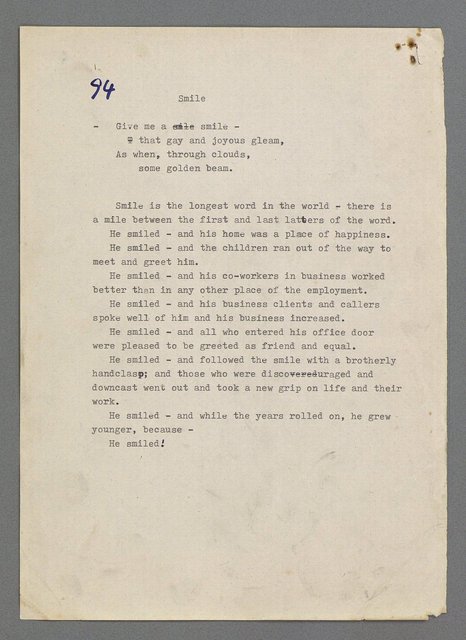 94
Smile
- Give me a smile smile -
T that gay and joyous gleam,
As when, through clouds,
some golden beam.
Smile is the longest word in the world - there is
a mile between the first and last latters of the word.
He smiled - and his home was a place of happiness.
He smiled - and the children ran out of the way to
meet and greet him.
He smiled - and his co-workers in business worked
better than in any other place of the employment.
He smiled - and his business clients and callers
spoke well of him and his business increased.
He smiled - and all who entered his office door
were pleased to be greeted as friend and equal.
He smiled - and followed the smile with a brotherly
handclasp; and those who were discovereduraged and
downcast went out and took a new grip on life and their
work.
He smiled - and while the years rolled on, he grew
younger, because -
He smiled!